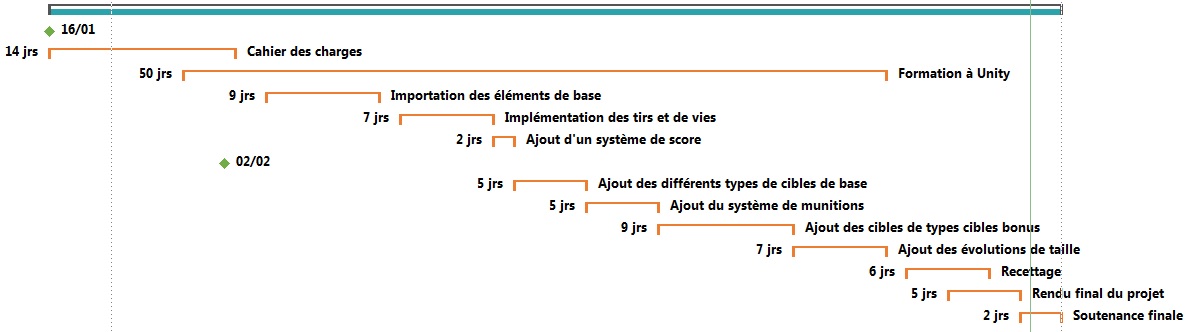 16/01
14 jrs Cahier des charges
50 jrs Formation à Unity
9 jrs Importation des éléments de base
7 jrs Implémentation des tirs et de vies
2 jrs Ajout d'un système de score
02/02
5 jrs Ajout des différents types de cibles de base
5 jrs Ajout du système de munitions
9 jrs Ajout des cibles de types cibles bonus
7 jrs Ajout des évolutions de taille
6 jrs Recettage
5 jrs Rendu final du projet
2 jrs Soutenance finale